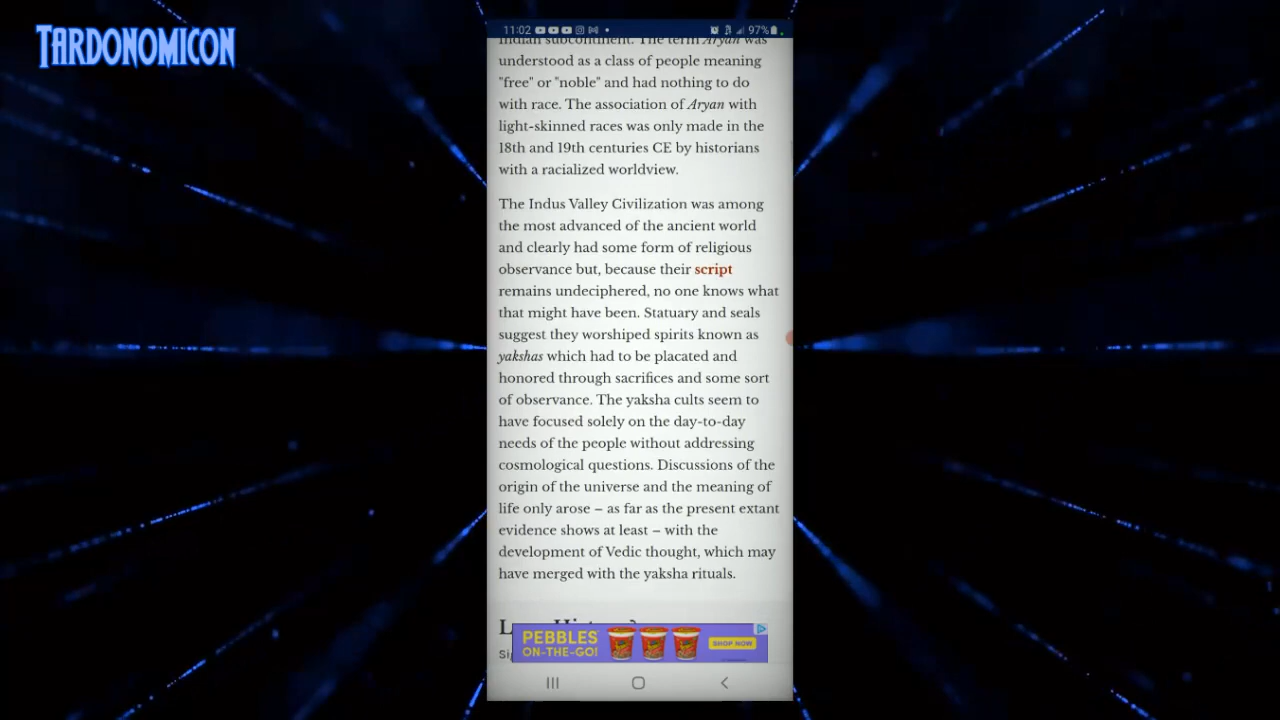 TARDONOMICON
11:02
97%
Indian subcontinent. The term Aryan was
understood as a class of people meaning
"free" or "noble" and had nothing to do
with race. The association of Aryan with
light-skinned races was only made in the
18th and 19th centuries CE by historians
with a racialized worldview.
The Indus Valley Civilization was among
the most advanced of the ancient world
and clearly had some form of religious
observance but, because their script
remains undeciphered, no one knows what
that might have been. Statuary and seals
suggest they worshiped spirits known as
yakshas which had to be placated and
honored through sacrifices and some sort
of observance. The yaksha cults seem to
have focused solely on the day-to-day
needs of the people without addressing
cosmological questions. Discussions of the
origin of the universe and the meaning of
life only arose – as far as the present extant
evidence shows at least – with the
development of Vedic thought, which may
have merged with the yaksha rituals.
PEBBLES
ON-THE-GO!
SHOP NOW